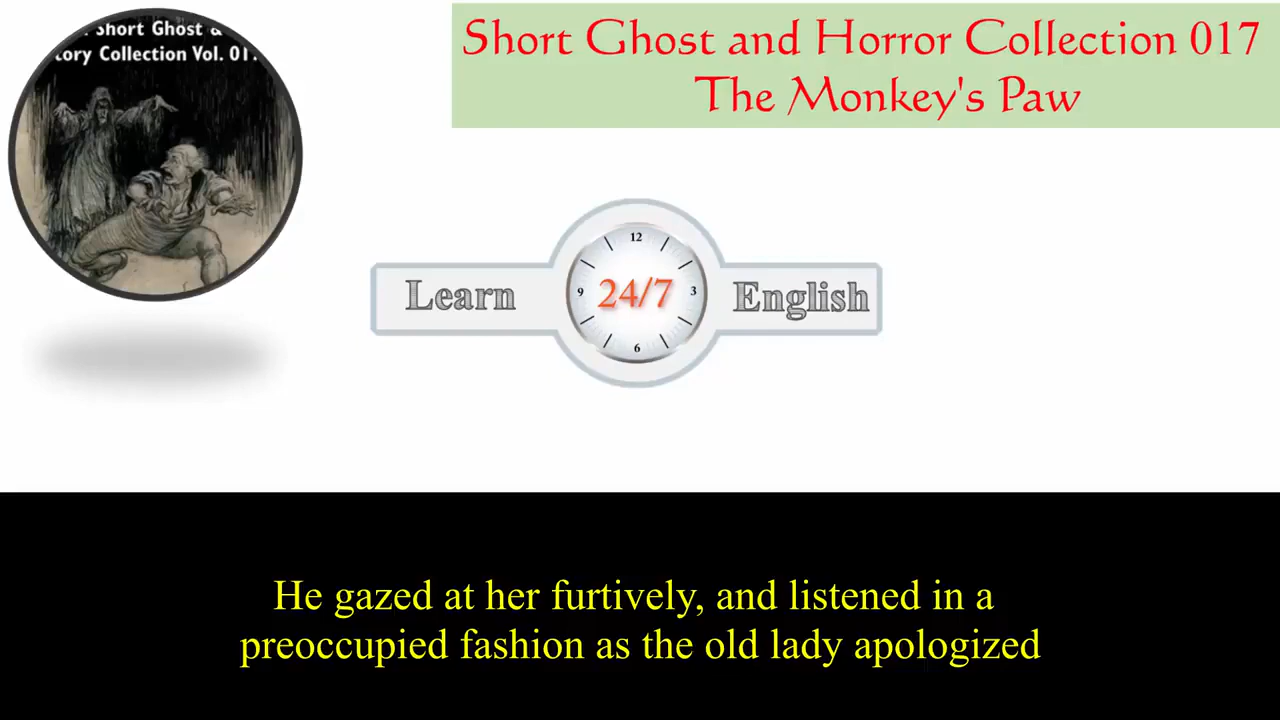 Short Ghost &
tory Collection Vol. 01
Short Ghost and Horror Collection 017
The Monkey's Paw
Learn 24/7 English
12
9
3
6
He gazed at her furtively, and listened in a
preoccupied fashion as the old lady apologized